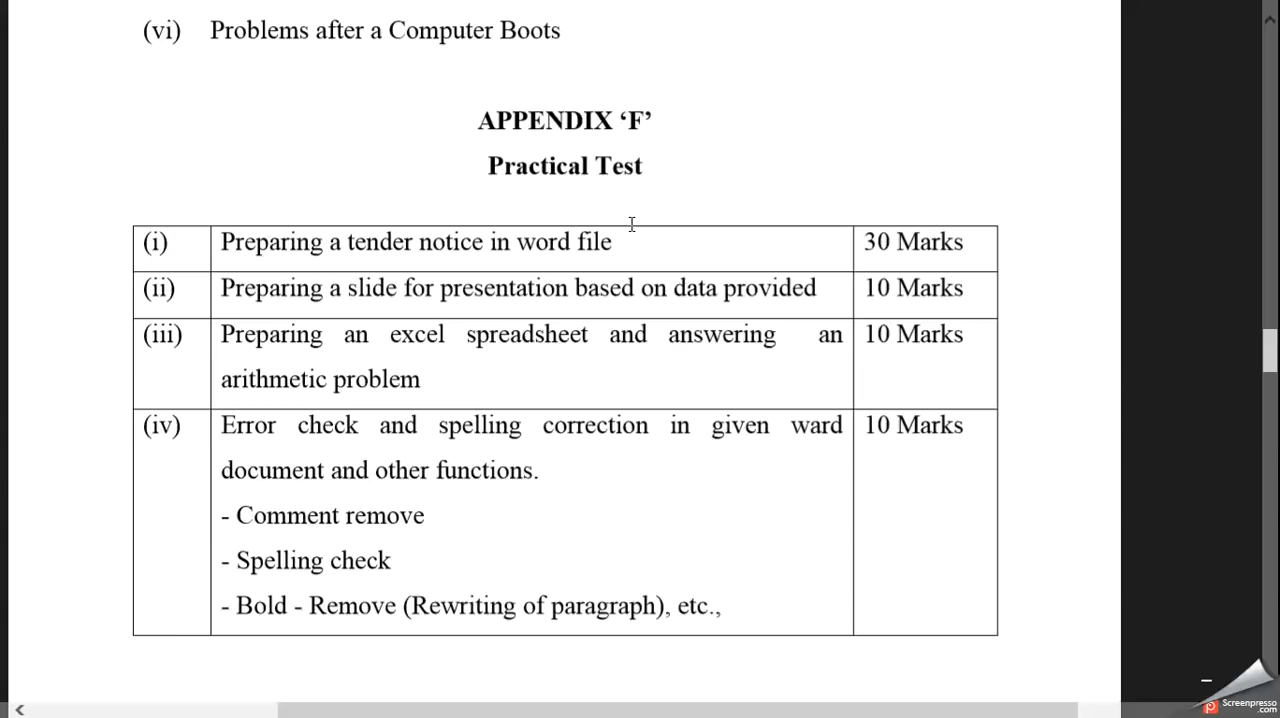 (vi) Problems after a Computer Boots
APPENDIX ‘F’
Practical Test
(i) Preparing a tender notice in word file 30 Marks
(ii) Preparing a slide for presentation based on data provided 10 Marks
(iii) Preparing an excel spreadsheet and answering an 10 Marks
arithmetic problem
(iv) Error check and spelling correction in given ward 10 Marks
document and other functions.
- Comment remove
- Spelling check
- Bold - Remove (Rewriting of paragraph), etc.,
Screenpresso
.com